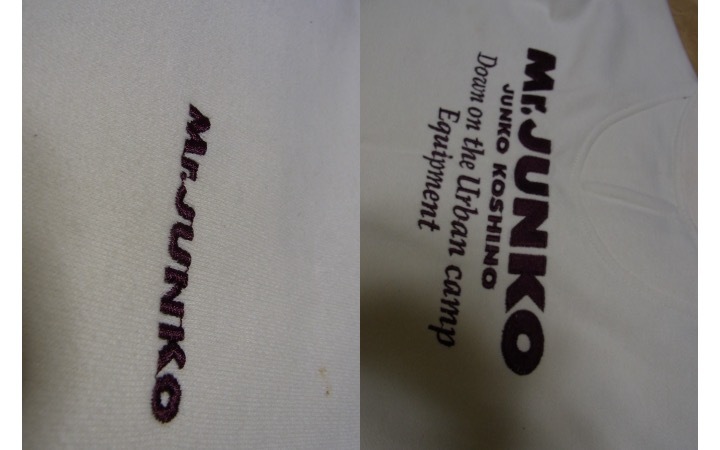 Mr.JUNKO
Mr.JUNKO
JUNKO KOSHINO
Down on the Urban camp
Equipment